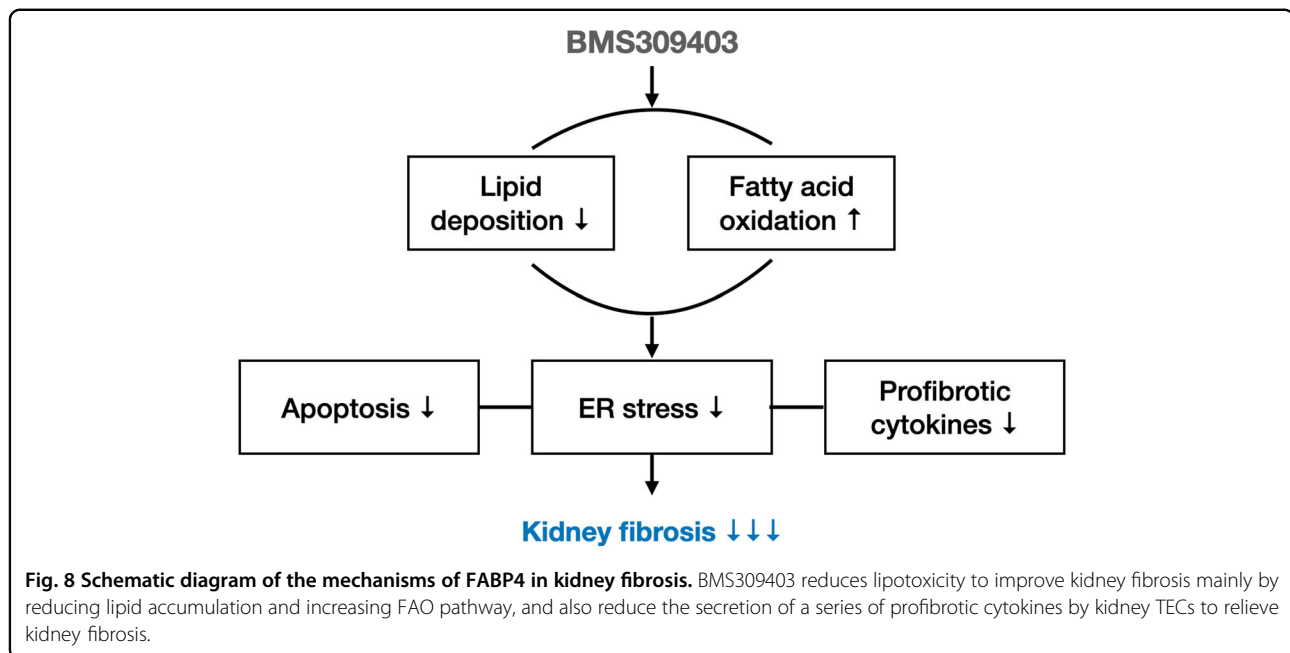 BMS309403
Lipid
deposition ↓
Fatty acid
oxidation ↑
Apoptosis ↓
ER stress ↓
Profibrotic
cytokines ↓
Kidney fibrosis ↓↓↓
Fig. 8 Schematic diagram of the mechanisms of FABP4 in kidney fibrosis. BMS309403 reduces lipotoxicity to improve kidney fibrosis mainly by
reducing lipid accumulation and increasing FAO pathway, and also reduce the secretion of a series of profibrotic cytokines by kidney TECs to relieve
kidney fibrosis.